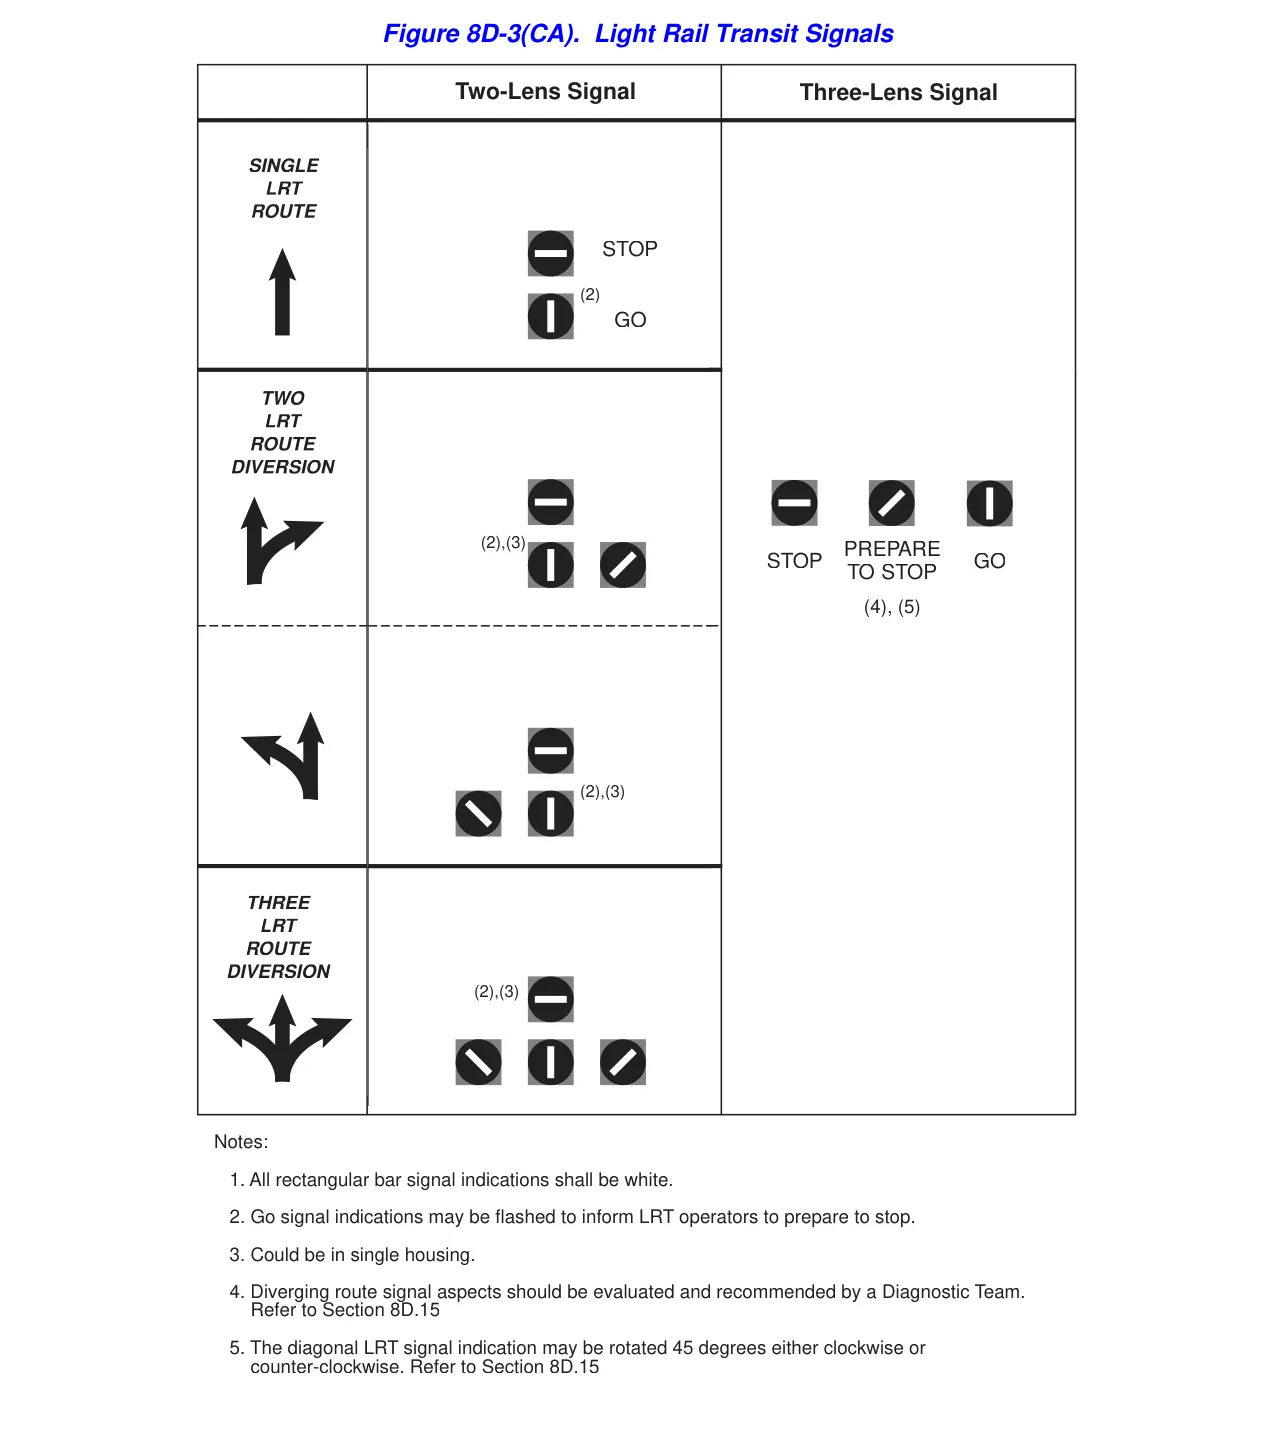 Figure 8D-3(CA).  Light Rail Transit Signals
Two-Lens Signal
Three-Lens Signal
SINGLE
LRT
ROUTE
STOP
(2)
GO
TWO
LRT
ROUTE
DIVERSION
(2),(3)
STOP
PREPARE
TO STOP
GO
(4), (5)
(2),(3)
THREE
LRT
ROUTE
DIVERSION
(2),(3)
Notes:
1. All rectangular bar signal indications shall be white.
2. Go signal indications may be flashed to inform LRT operators to prepare to stop.
3. Could be in single housing.
4. Diverging route signal aspects should be evaluated and recommended by a Diagnostic Team.
Refer to Section 8D.15
5. The diagonal LRT signal indication may be rotated 45 degrees either clockwise or
counter-clockwise. Refer to Section 8D.15